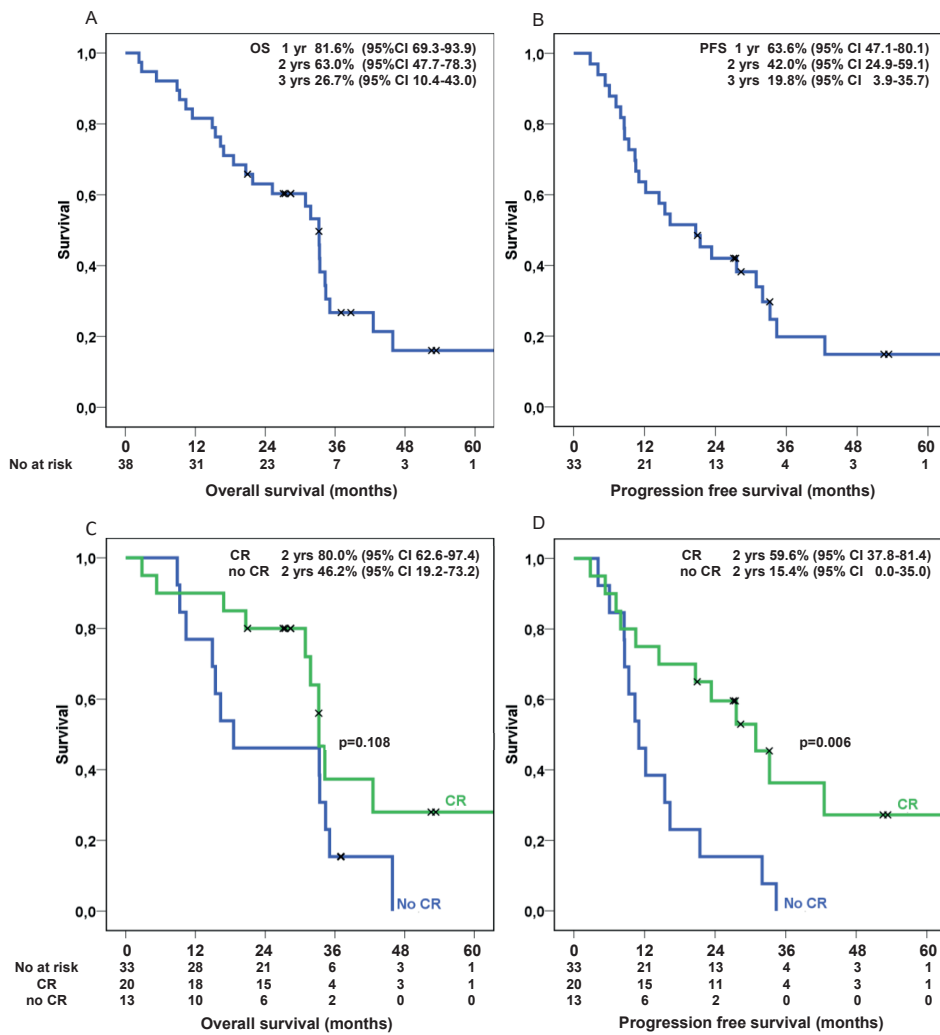 A
OS 1 yr 81.6% (95%CI 69.3-93.9)
2 yrs 63.0% (95%CI 47.7-78.3)
3 yrs 26.7% (95% CI 10.4-43.0)
1,0
0,8
0,6
0,4
0,2
0,0
Survival
0 12 24 36 48 60
No at risk 38 31 23 7 3 1
Overall survival (months)
B
PFS 1 yr 63.6% (95% CI 47.1-80.1)
2 yrs 42.0% (95% CI 24.9-59.1)
3 yrs 19.8% (95% CI 3.9-35.7)
1,0
0,8
0,6
0,4
0,2
0,0
Survival
0 12 24 36 48 60
33 21 13 4 3 1
Progression free survival (months)
C
CR 2 yrs 80.0% (95% CI 62.6-97.4)
no CR 2 yrs 46.2% (95% CI 19.2-73.2)
1,0
0,8
0,6
0,4
0,2
0,0
Survival
p=0.108
CR
No CR
0 12 24 36 48 60
No at risk 33 28 21 6 3 1
CR 20 18 15 4 3 1
no CR 13 10 6 2 0 0
Overall survival (months)
D
CR 2 yrs 59.6% (95% CI 37.8-81.4)
no CR 2 yrs 15.4% (95% CI 0.0-35.0)
1,0
0,8
0,6
0,4
0,2
0,0
Survival
p=0.006
CR
No CR
0 12 24 36 48 60
33 21 13 4 3 1
20 15 11 4 3 1
13 6 2 0 0 0
Progression free survival (months)